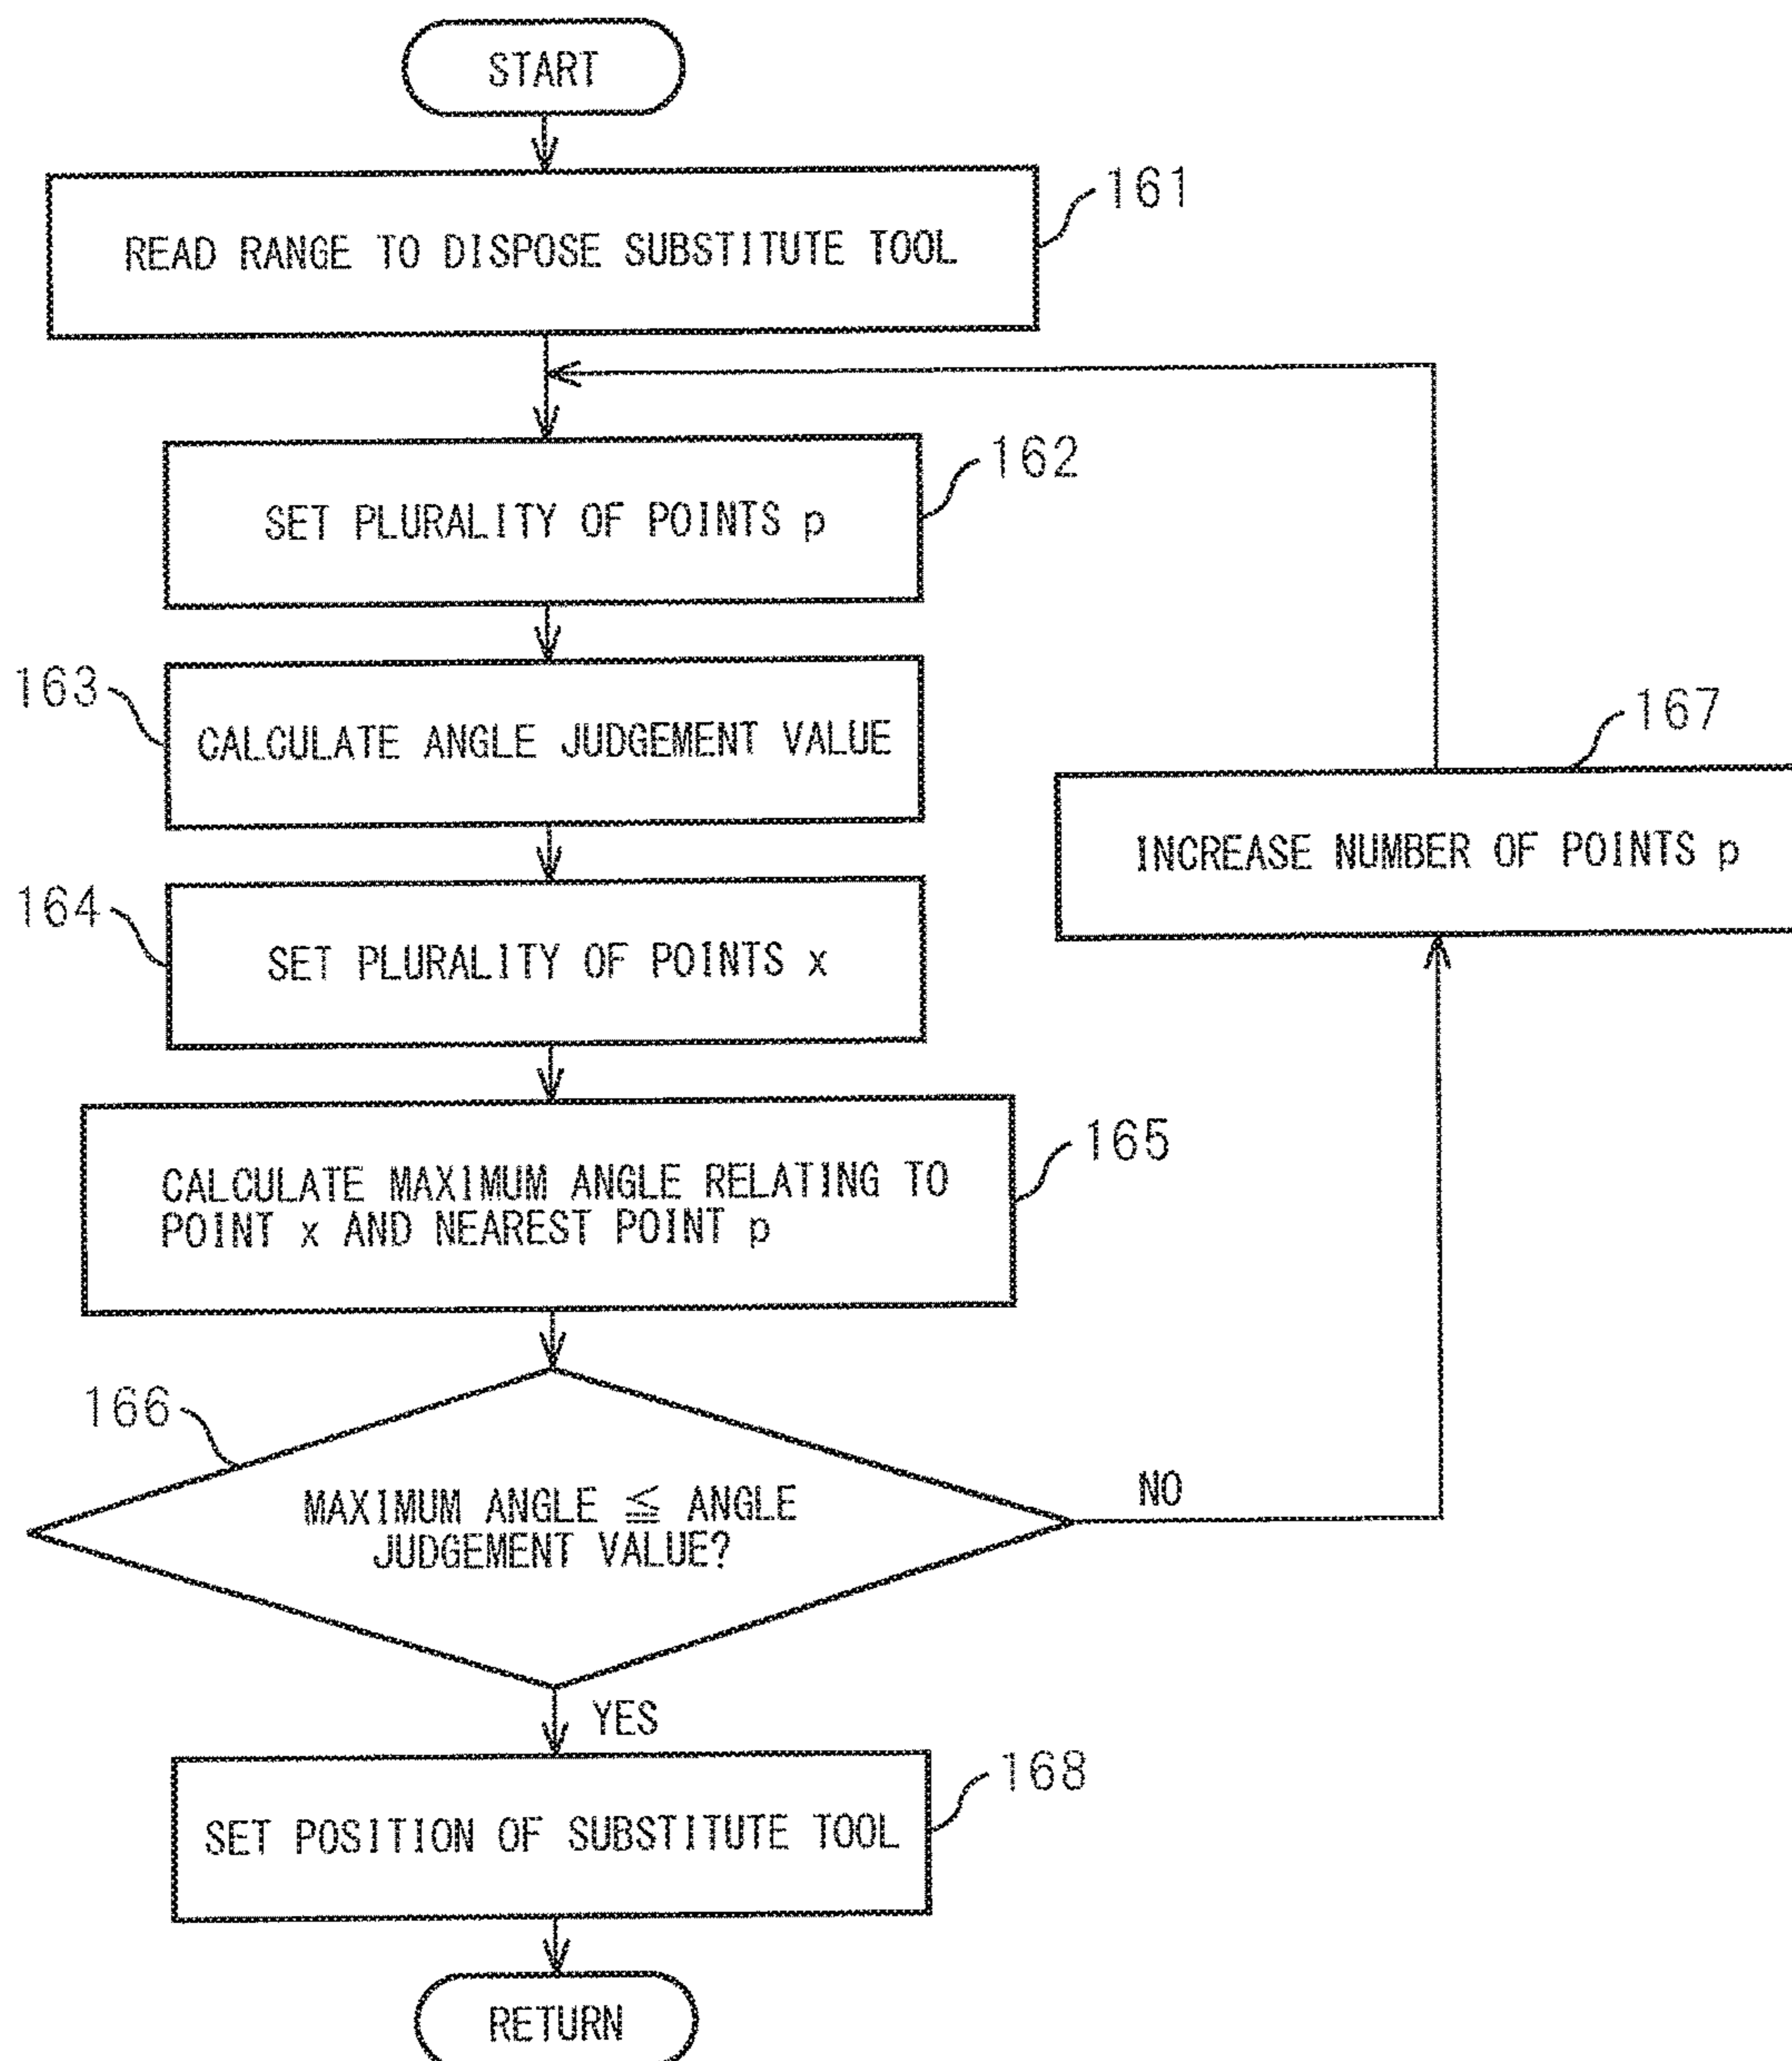 START
READ RANGE TO DISPOSE SUBSTITUTE TOOL
161
SET PLURALITY OF POINTS p
162
163
CALCULATE ANGLE JUDGEMENT VALUE
167
INCREASE NUMBER OF POINTS p
164
SET PLURALITY OF POINTS x
CALCULATE MAXIMUM ANGLE RELATING TO
POINT x AND NEAREST POINT p
165
166
MAXIMUM ANGLE ≦ ANGLE
JUDGEMENT VALUE?
NO
YES
SET POSITION OF SUBSTITUTE TOOL
168
RETURN